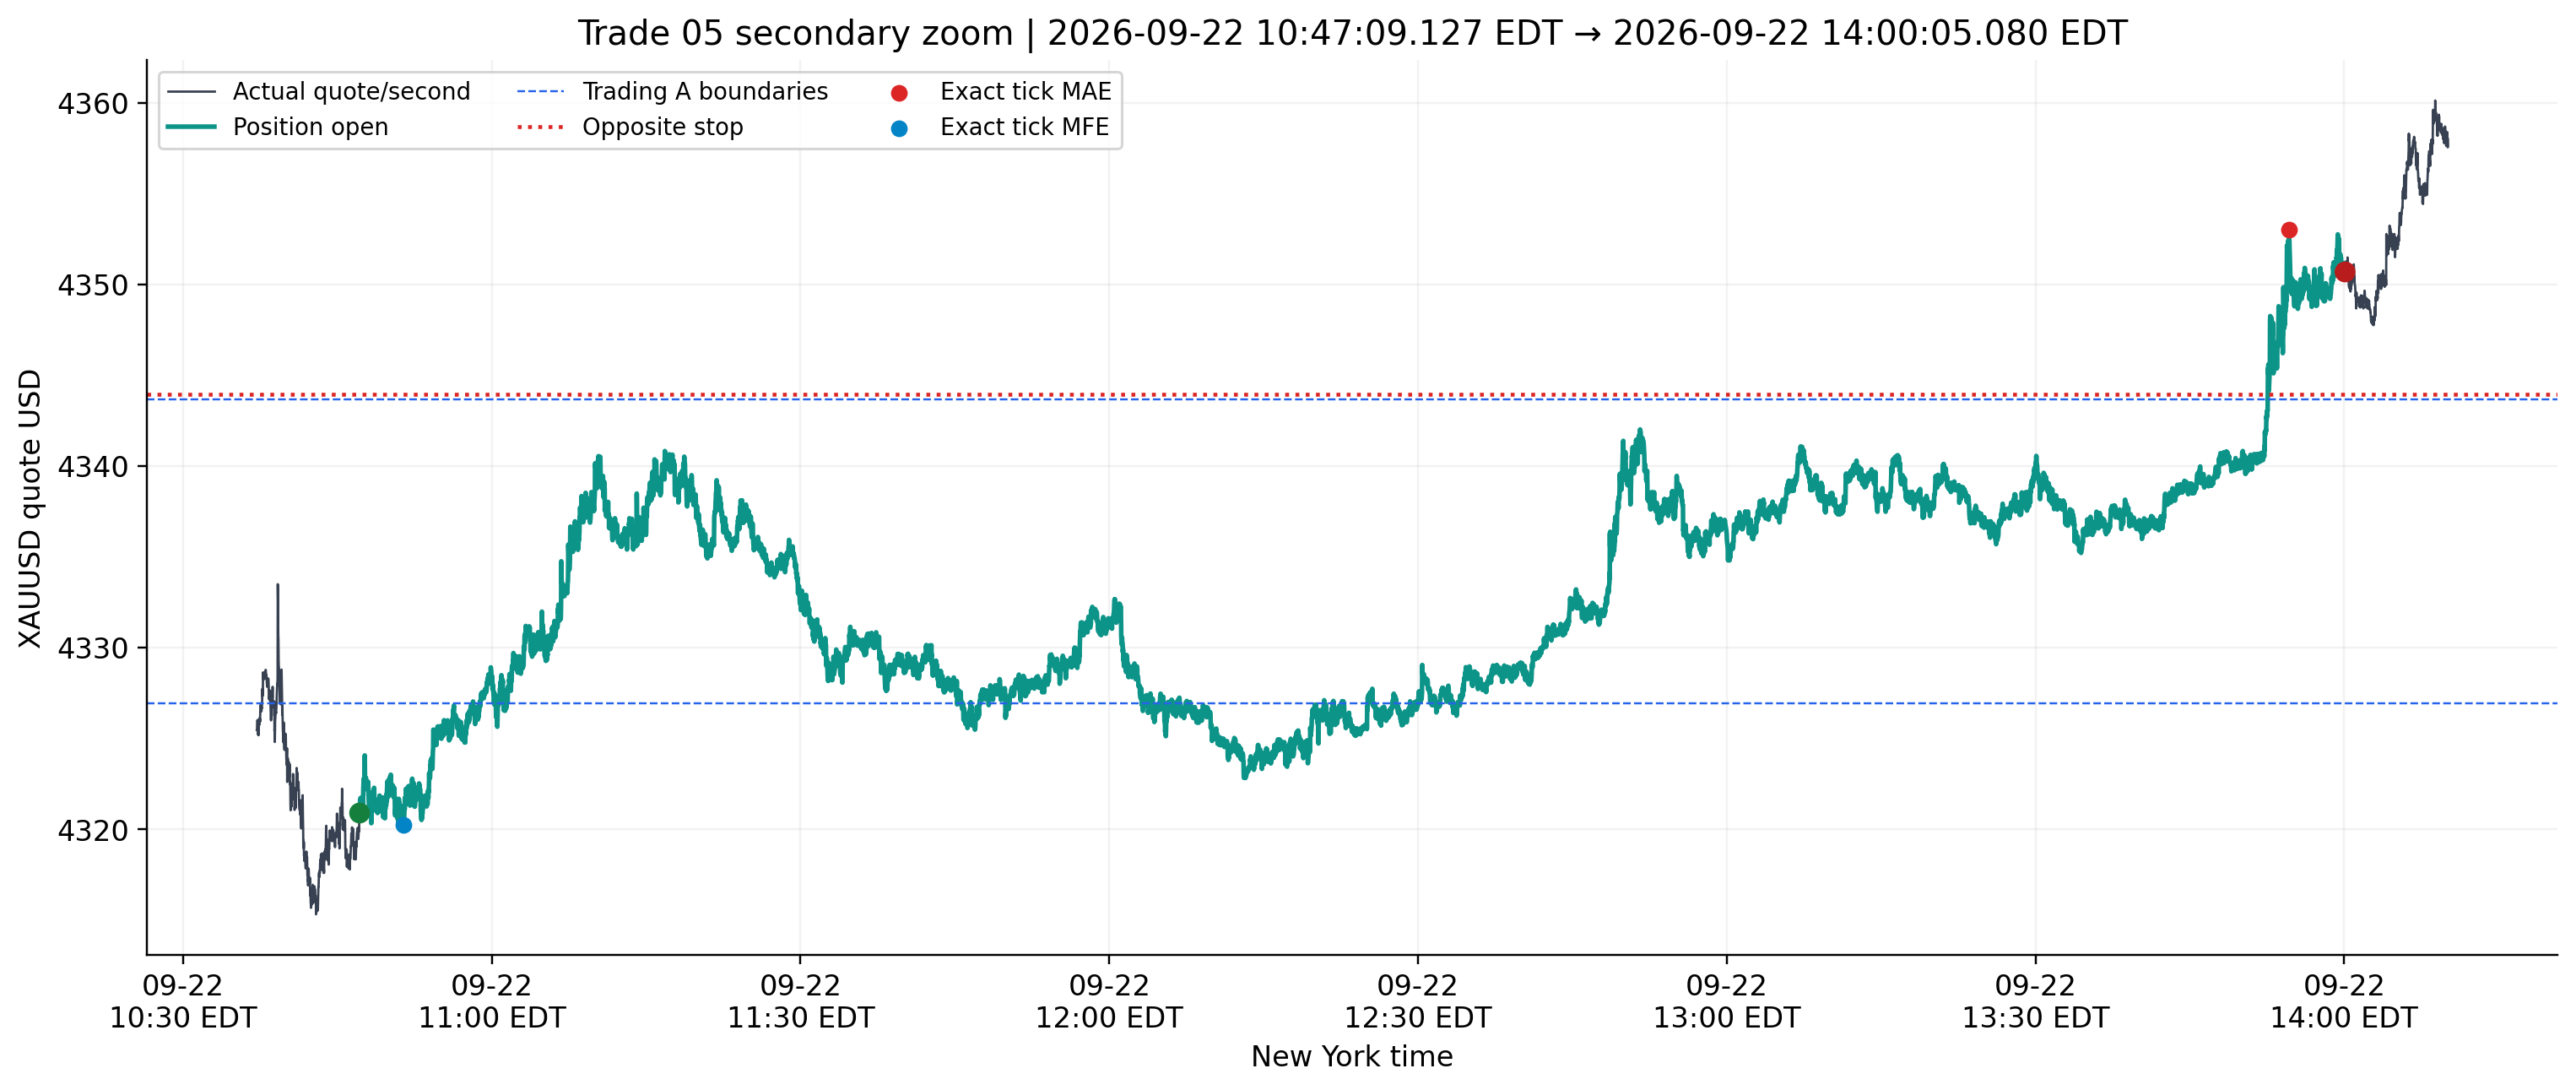 Trade 05 secondary zoom | 2026-09-22 10:47:09.127 EDT → 2026-09-22 14:00:05.080 EDT
Actual quote/second
Position open
Trading A boundaries
Opposite stop
Exact tick MAE
Exact tick MFE
XAUUSD quote USD
4360
4350
4340
4330
4320
09-22
10:30 EDT
09-22
11:00 EDT
09-22
11:30 EDT
09-22
12:00 EDT
09-22
12:30 EDT
09-22
13:00 EDT
09-22
13:30 EDT
09-22
14:00 EDT
New York time